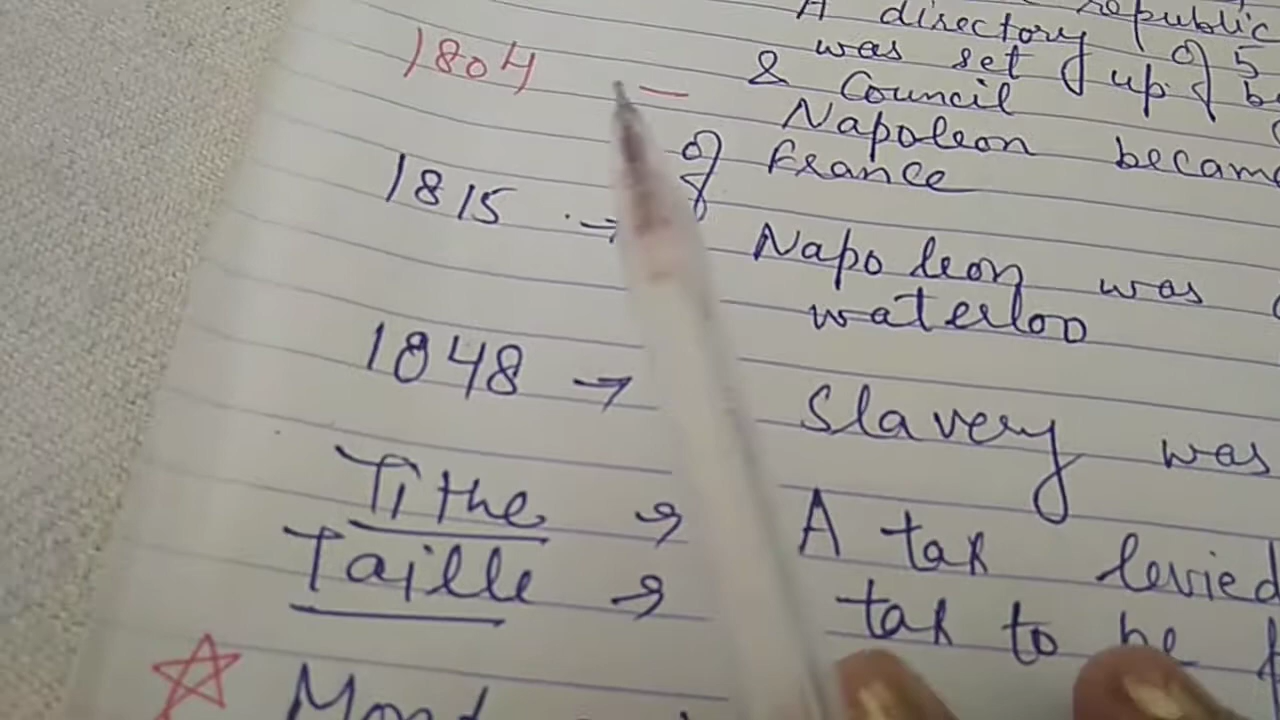 republic
A directory of 5
was set up of
& Council
1804 — Napoleon became
of France
1815 → Napoleon was
waterloo
1848 → Slavery was
Tithe → A tax levied
Taille → tax to be